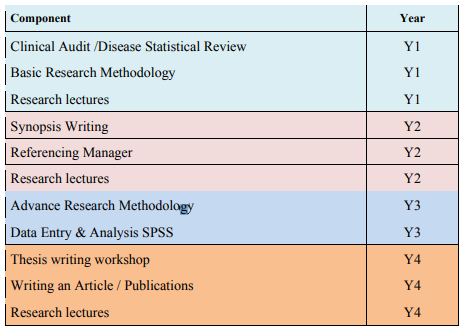 Component Year
Clinical Audit /Disease Statistical Review Y1
Basic Research Methodology Y1
Research lectures Y1
Synopsis Writing Y2
Referencing Manager Y2
Research lectures Y2
Advance Research Methodology Y3
Data Entry & Analysis SPSS Y3
Thesis writing workshop Y4
Writing an Article / Publications Y4
Research lectures Y4